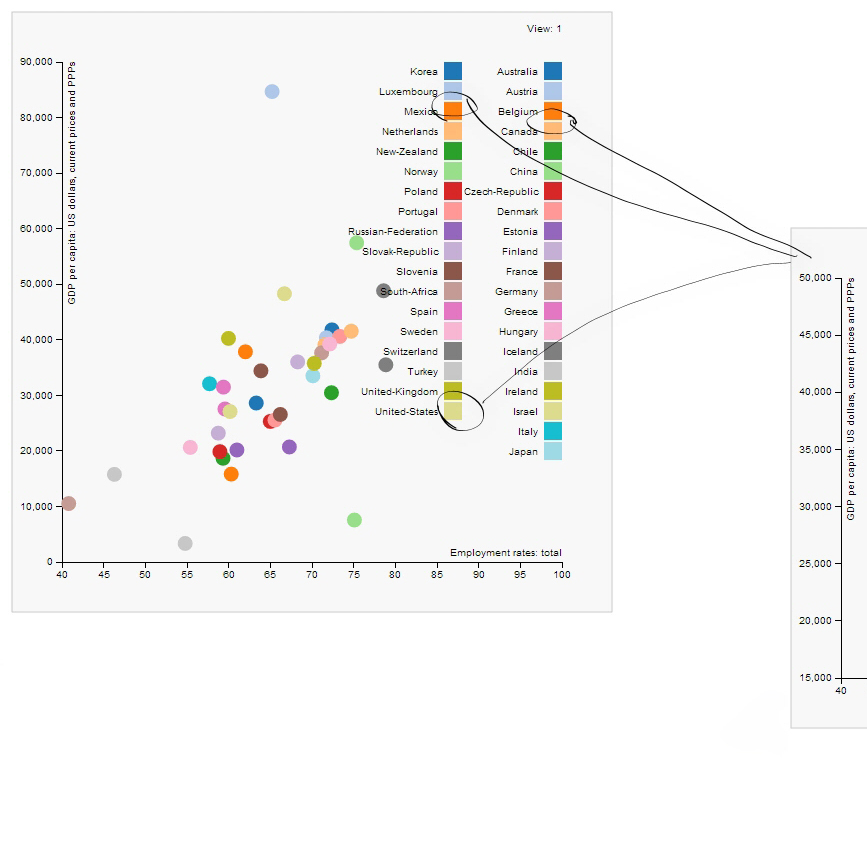 View: 1
90,000
80,000
70,000
60,000
50,000
40,000
30,000
20,000
10,000
0
GDP per capita: US dollars, current prices and PPPs
Korea
Luxembourg
Mexico
Netherlands
New-Zealand
Norway
Poland
Portugal
Russian-Federation
Slovak-Republic
Slovenia
South-Africa
Spain
Sweden
Switzerland
Turkey
United-Kingdom
United-States
Australia
Austria
Belgium
Canada
Chile
China
Czech-Republic
Denmark
Estonia
Finland
France
Germany
Greece
Hungary
Iceland
India
Ireland
Israel
Italy
Japan
Employment rates: total
40 45 50 55 60 65 70 75 80 85 90 95 100
50,000
45,000
40,000
35,000
30,000
25,000
20,000
15,000
GDP per capita: US dollars, current prices and PPPs
40